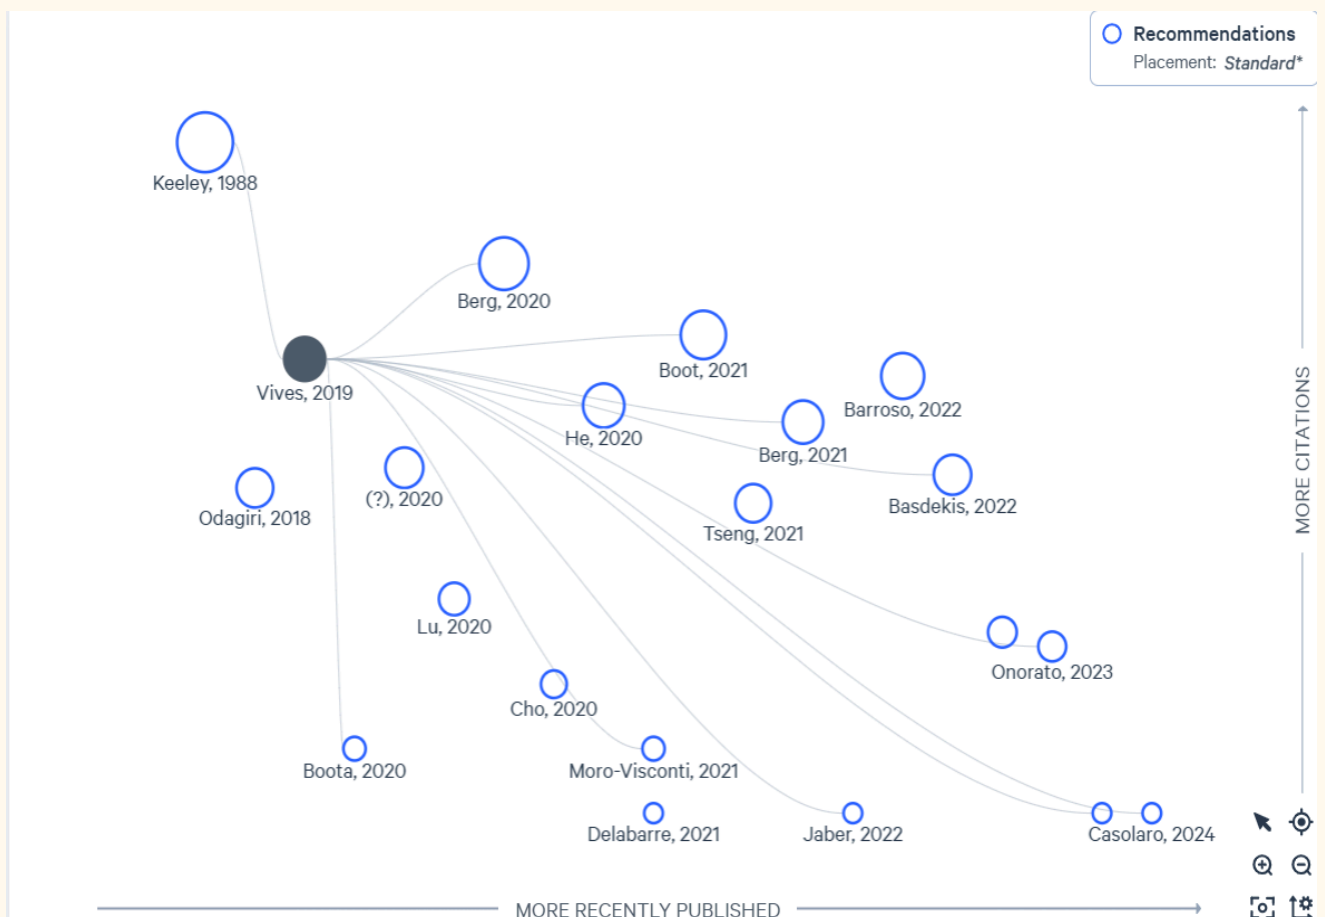 Recommendations
Placement: Standard*
Keeley, 1988
Berg, 2020
Boot, 2021
Vives, 2019
Barroso, 2022
He, 2020
Berg, 2021
(?), 2020
Basdekis, 2022
Odagiri, 2018
Tseng, 2021
Lu, 2020
Onorato, 2023
Cho, 2020
Boota, 2020
Moro-Visconti, 2021
Delabarre, 2021
Jaber, 2022
Casolaro, 2024
MORE CITATIONS
MORE RECENTLY PUBLISHED